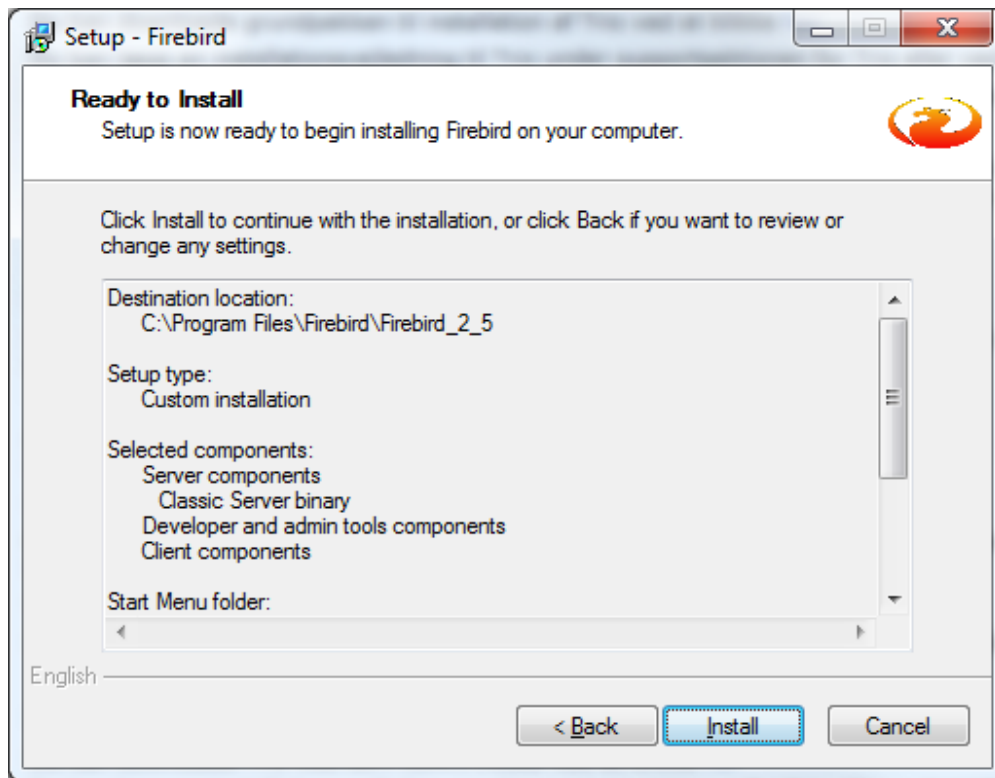 Setup - Firebird
Ready to Install
Setup is now ready to begin installing Firebird on your computer.
Click Install to continue with the installation, or click Back if you want to review or
change any settings.
Destination location:
C:\Program Files\Firebird\Firebird_2_5
Setup type:
Custom installation
Selected components:
Server components
Classic Server binary
Developer and admin tools components
Client components
Start Menu folder:
English
< Back
Install
Cancel